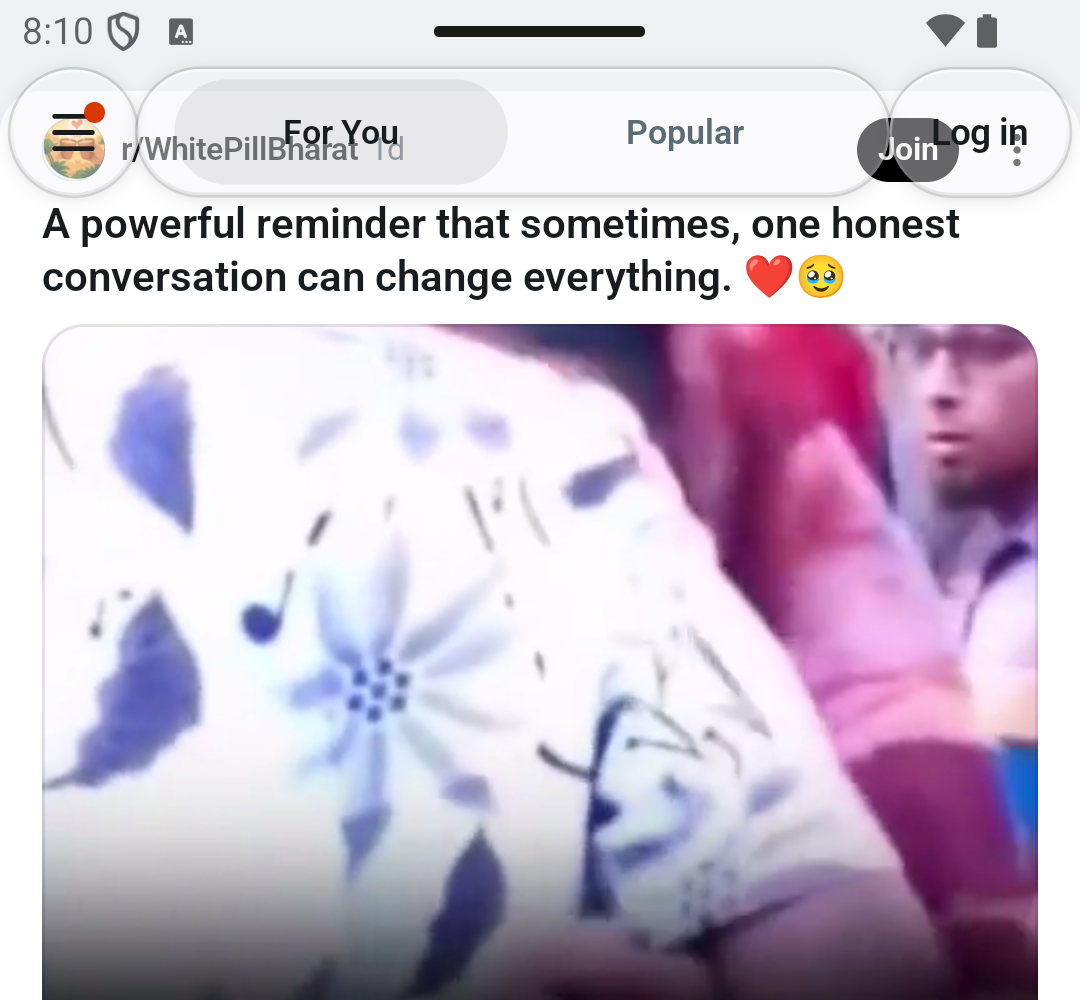 8:10
For You
Popular
Log in
r/WhitePillBharat 1d
Join
A powerful reminder that sometimes, one honest
conversation can change everything. ❤️🥹